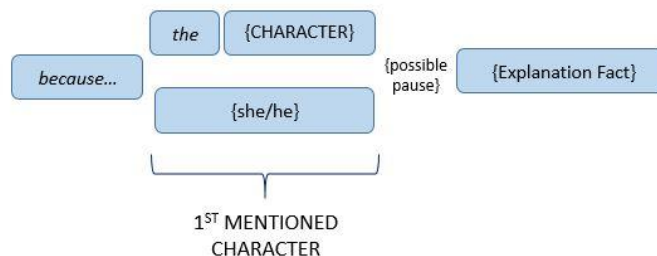 because…
the {CHARACTER}
{she/he}
{possible
pause}
{Explanation Fact}
1ST MENTIONED
CHARACTER